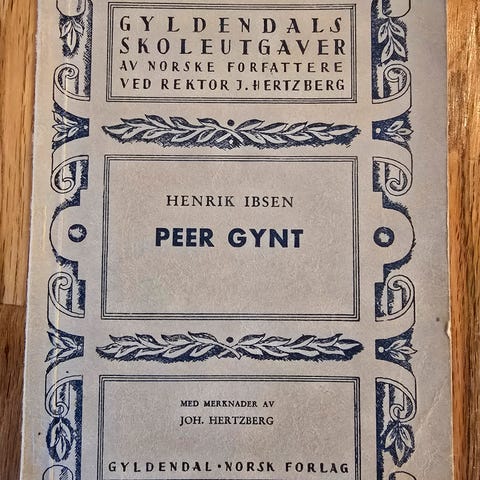 GYLDENDALS
SKOLEUTGAVER
AV NORSKE FORFATTERE
VED REKTOR J. HERTZBERG
HENRIK IBSEN
PEER GYNT
MED MERKNADER AV
JOH. HERTZBERG
GYLDENDAL • NORSK FORLAG